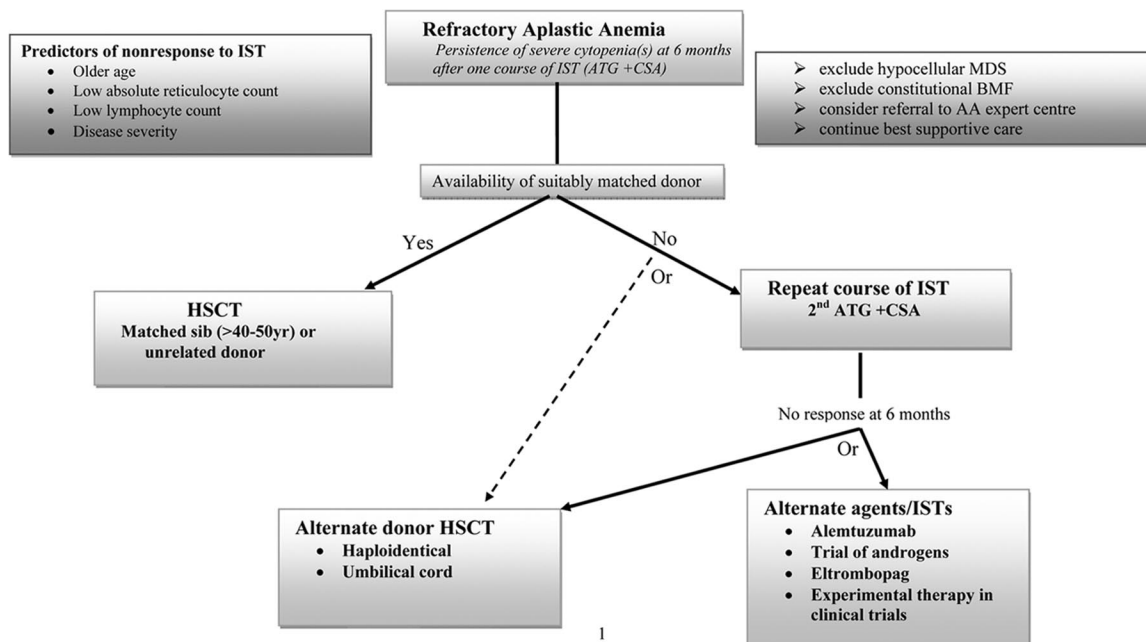 Refractory Aplastic Anemia
Persistence of severe cytopenia(s) at 6 months
after one course of IST (ATG +CSA)
Predictors of nonresponse to IST
• Older age
• Low absolute reticulocyte count
• Low lymphocyte count
• Disease severity
➢ exclude hypocellular MDS
➢ exclude constitutional BMF
➢ consider referral to AA expert centre
➢ continue best supportive care
Availability of suitably matched donor
Yes
No
Or
HSCT
Matched sib (>40-50yr) or
unrelated donor
Repeat course of IST
2nd ATG +CSA
No response at 6 months
Or
Alternate donor HSCT
• Haploidentical
• Umbilical cord
Alternate agents/ISTs
• Alemtuzumab
• Trial of androgens
• Eltrombopag
• Experimental therapy in
clinical trials
1